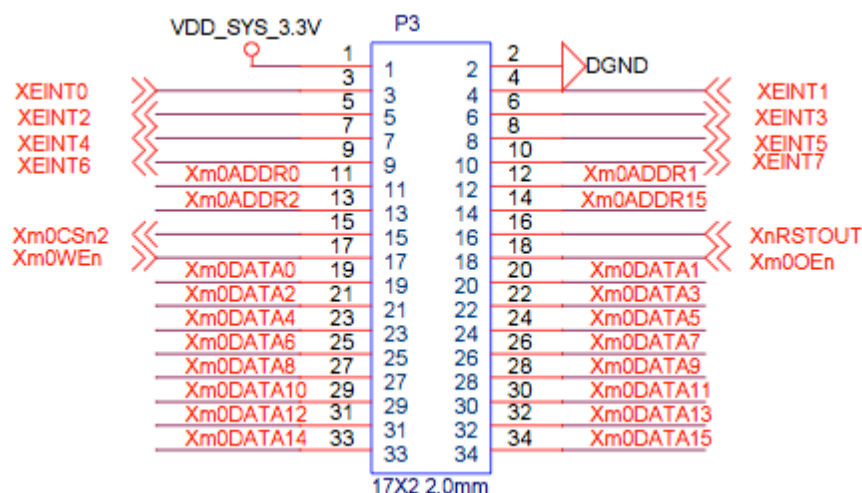 VDD_SYS_3.3V P3
1 2
1 2 DGND
3 4
XEINT0 3 4 XEINT1
5 6
XEINT2 5 6 XEINT3
7 8
XEINT4 7 8 XEINT5
9 10
XEINT6 9 10 XEINT7
Xm0ADDR0 11 12 Xm0ADDR1
11 12
Xm0ADDR2 13 14 Xm0ADDR15
13 14
15 16
Xm0CSn2 15 16 XnRSTOUT
17 18
Xm0WEn 17 18 Xm0OEn
Xm0DATA0 19 20 Xm0DATA1
19 20
Xm0DATA2 21 22 Xm0DATA3
21 22
Xm0DATA4 23 24 Xm0DATA5
23 24
Xm0DATA6 25 26 Xm0DATA7
25 26
Xm0DATA8 27 28 Xm0DATA9
27 28
Xm0DATA10 29 30 Xm0DATA11
29 30
Xm0DATA12 31 32 Xm0DATA13
31 32
Xm0DATA14 33 34 Xm0DATA15
33 34
17X2 2.0mm